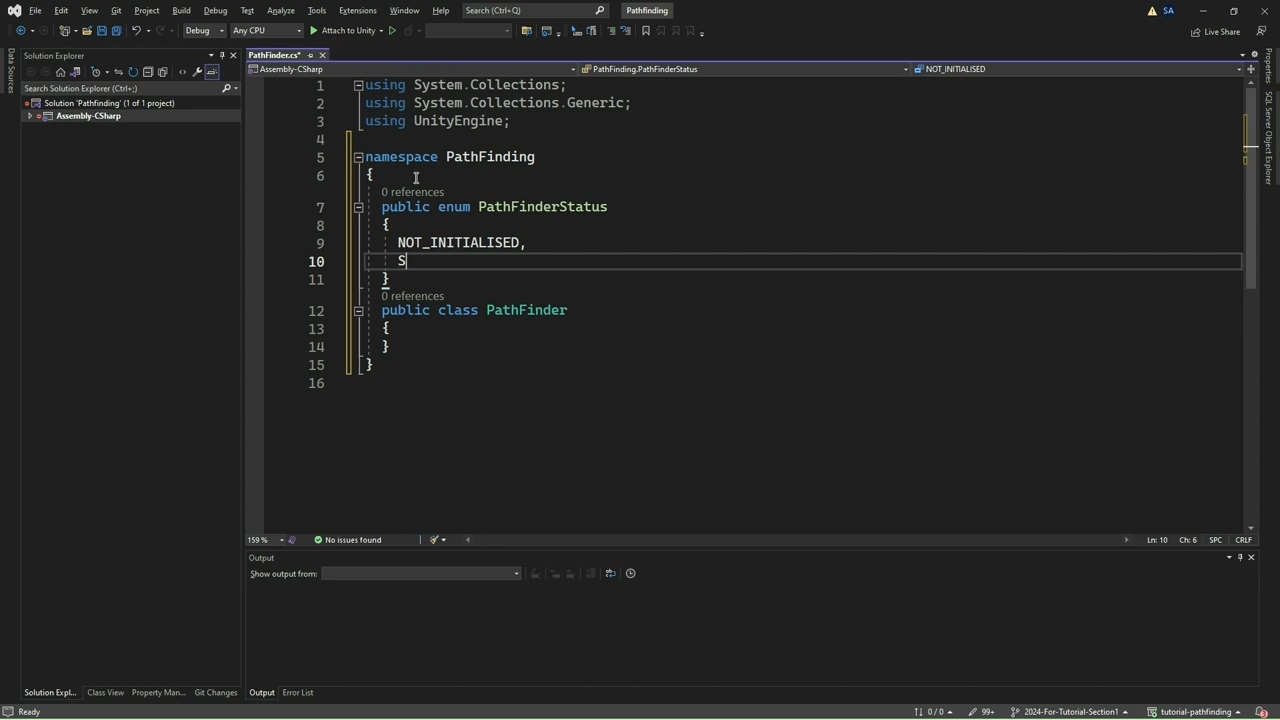 File Edit View Git Project Build Debug Test Analyze Tools Extensions Window Help Search (Ctrl+Q) Pathfinding SA
Debug Any CPU Attach to Unity Live Share
Data Sources
Solution Explorer
Search Solution Explorer (Ctrl+;)
Solution 'Pathfinding' (1 of 1 project)
Assembly-CSharp
PathFinder.cs*
Assembly-CSharp PathFinding.PathFinderStatus NOT_INITIALISED
1 using System.Collections;
2 using System.Collections.Generic;
3 using UnityEngine;
4
5 namespace PathFinding
6 {
0 references
7 public enum PathFinderStatus
8 {
9 NOT_INITIALISED,
10 S
11 }
0 references
12 public class PathFinder
13 {
14 }
15 }
16
159 % No issues found Ln: 10 Ch: 6 SPC CRLF
Properties
SQL Server Object Explorer
Output
Show output from:
Solution Expl... Class View Property Man... Git Changes Output Error List
Ready 0 / 0 99+ 2024-For-Tutorial-Section1 tutorial-pathfinding 3